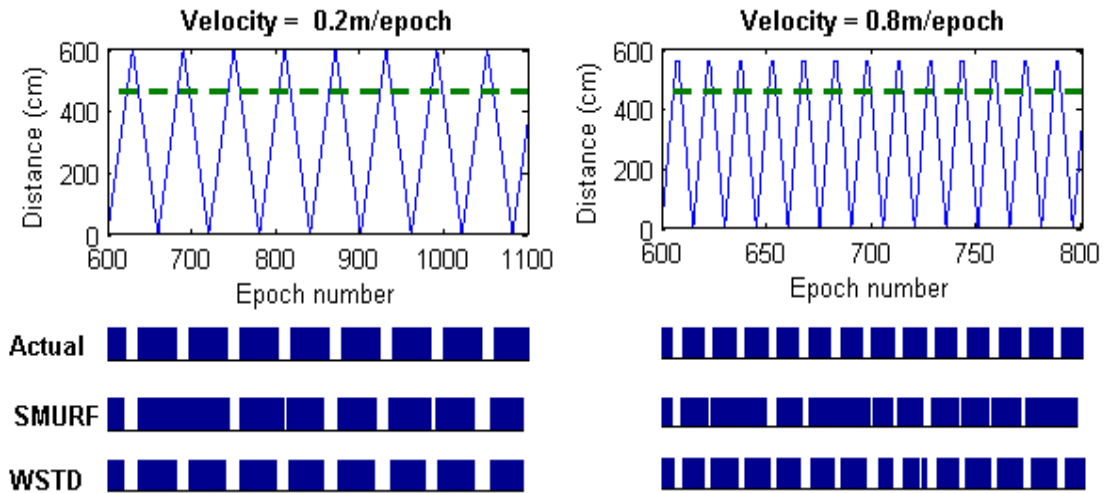 Velocity = 0.2m/epoch
Distance (cm)
600
400
200
0
600 700 800 900 1000 1100
Epoch number
Velocity = 0.8m/epoch
Distance (cm)
600
400
200
0
600 650 700 750 800
Epoch number
Actual
SMURF
WSTD